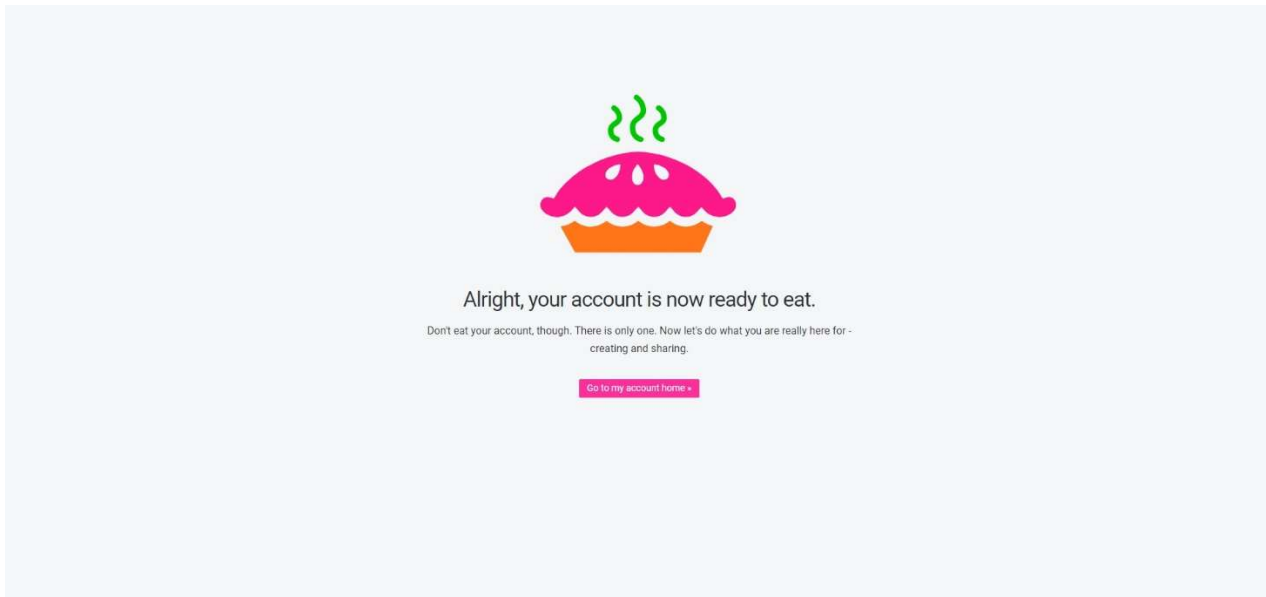 Alright, your account is now ready to eat.
Don't eat your account, though. There is only one. Now let's do what you are really here for -
creating and sharing.
Go to my account home »